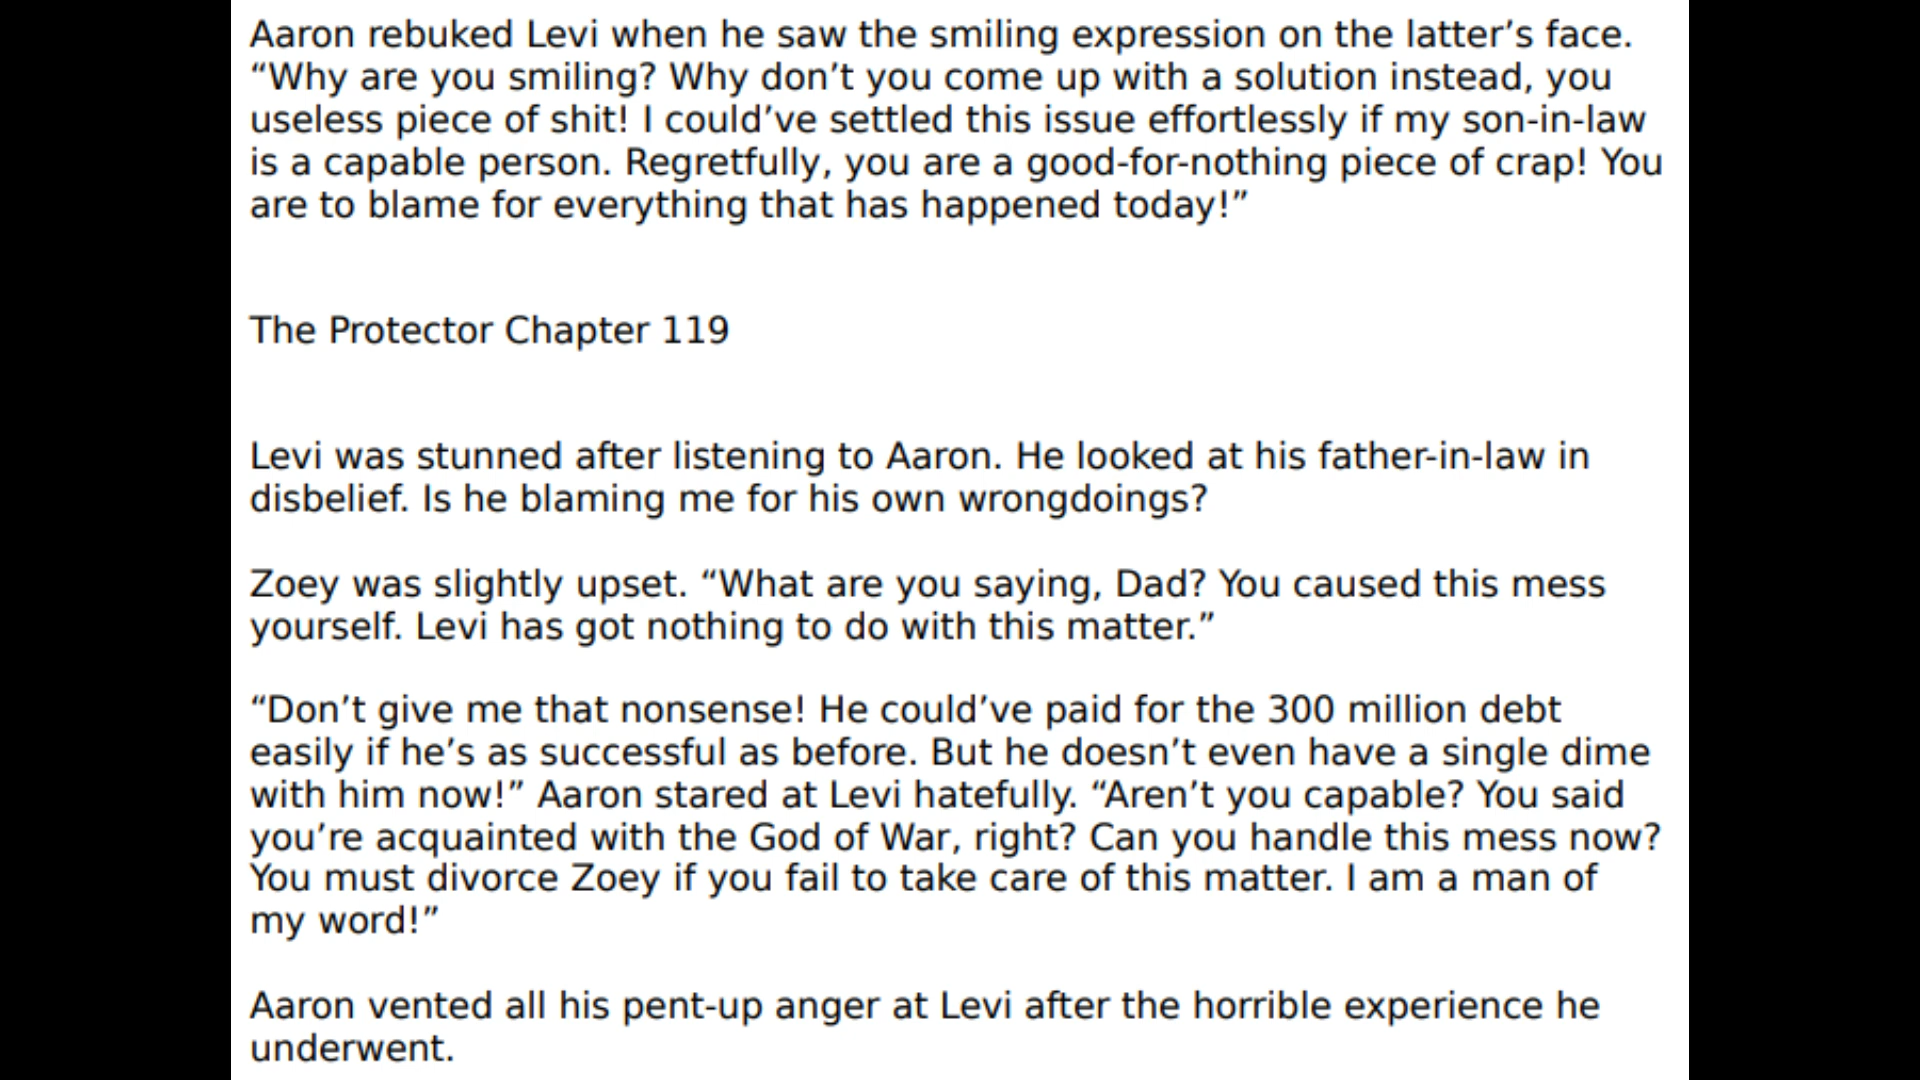 Aaron rebuked Levi when he saw the smiling expression on the latter’s face.
“Why are you smiling? Why don’t you come up with a solution instead, you
useless piece of shit! I could’ve settled this issue effortlessly if my son-in-law
is a capable person. Regretfully, you are a good-for-nothing piece of crap! You
are to blame for everything that has happened today!”
The Protector Chapter 119
Levi was stunned after listening to Aaron. He looked at his father-in-law in
disbelief. Is he blaming me for his own wrongdoings?
Zoey was slightly upset. “What are you saying, Dad? You caused this mess
yourself. Levi has got nothing to do with this matter.”
“Don’t give me that nonsense! He could’ve paid for the 300 million debt
easily if he’s as successful as before. But he doesn’t even have a single dime
with him now!” Aaron stared at Levi hatefully. “Aren’t you capable? You said
you’re acquainted with the God of War, right? Can you handle this mess now?
You must divorce Zoey if you fail to take care of this matter. I am a man of
my word!”
Aaron vented all his pent-up anger at Levi after the horrible experience he
underwent.